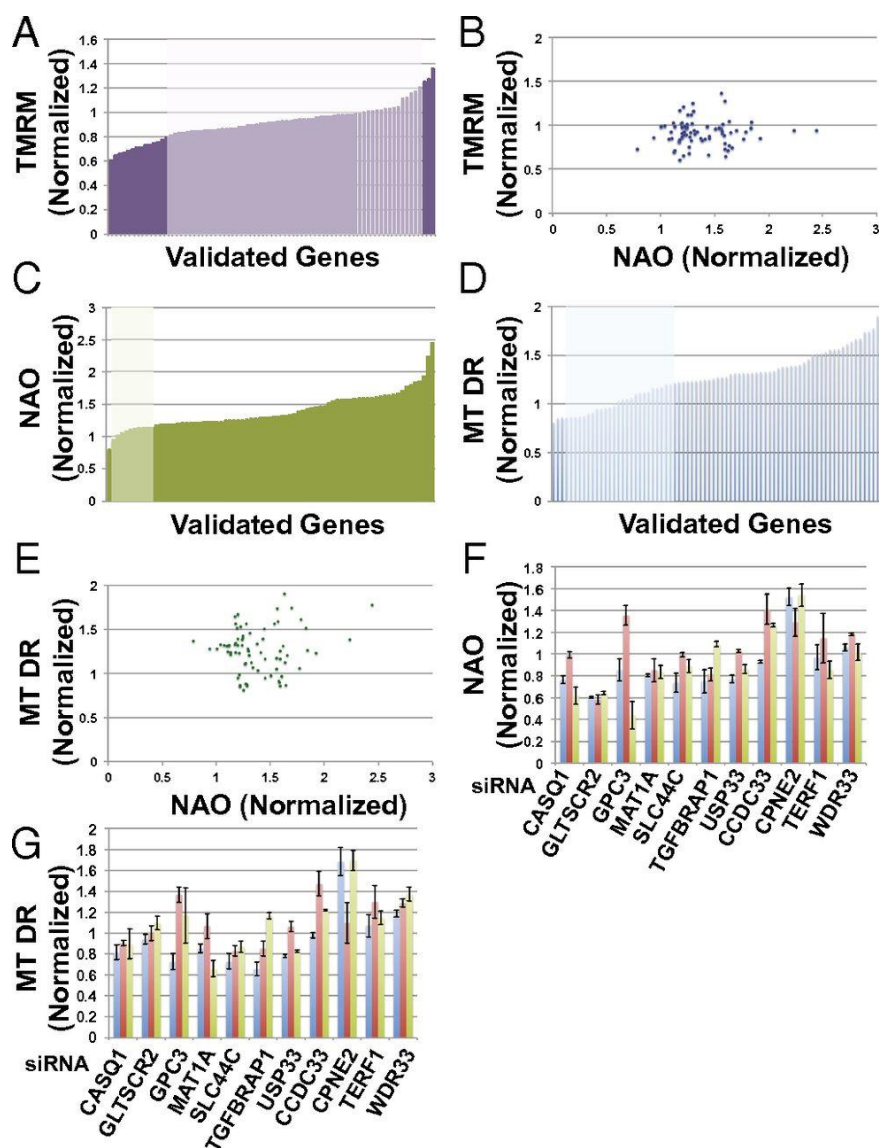 A
TMRM
(Normalized)
1.6
1.4
1.2
1
0.8
0.6
0.4
0.2
0
Validated Genes
B
TMRM
(Normalized)
2
1.5
1
0.5
0
0 0.5 1 1.5 2 2.5 3
NAO (Normalized)
C
NAO
(Normalized)
3
2.5
2
1.5
1
0.5
0
Validated Genes
D
MT DR
(Normalized)
2
1.5
1
0.5
0
Validated Genes
E
MT DR
(Normalized)
2
1.5
1
0.5
0
0 0.5 1 1.5 2 2.5 3
NAO (Normalized)
F
NAO
(Normalized)
1.8
1.6
1.4
1.2
1
0.8
0.6
0.4
0.2
0
siRNA
CASQ1
GLTSCR2
GPC3
MAT1A
SLC44C
TGFBRAP1
USP33
CCDC33
CPNE2
TERF1
WDR33
G
MT DR
(Normalized)
2
1.8
1.6
1.4
1.2
1
0.8
0.6
0.4
0.2
0
siRNA
CASQ1
GLTSCR2
GPC3
MAT1A
SLC44C
TGFBRAP1
USP33
CCDC33
CPNE2
TERF1
WDR33